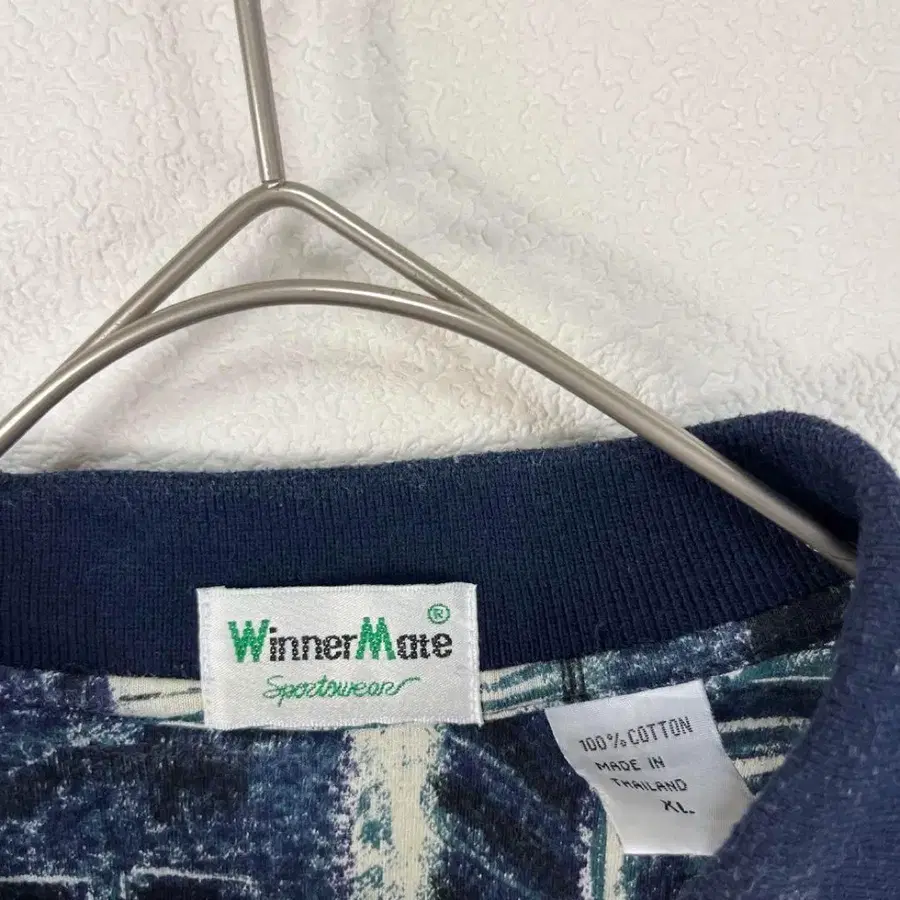 WinnerMate®
Sportswear
100% COTTON
MADE IN
THAILAND
XL